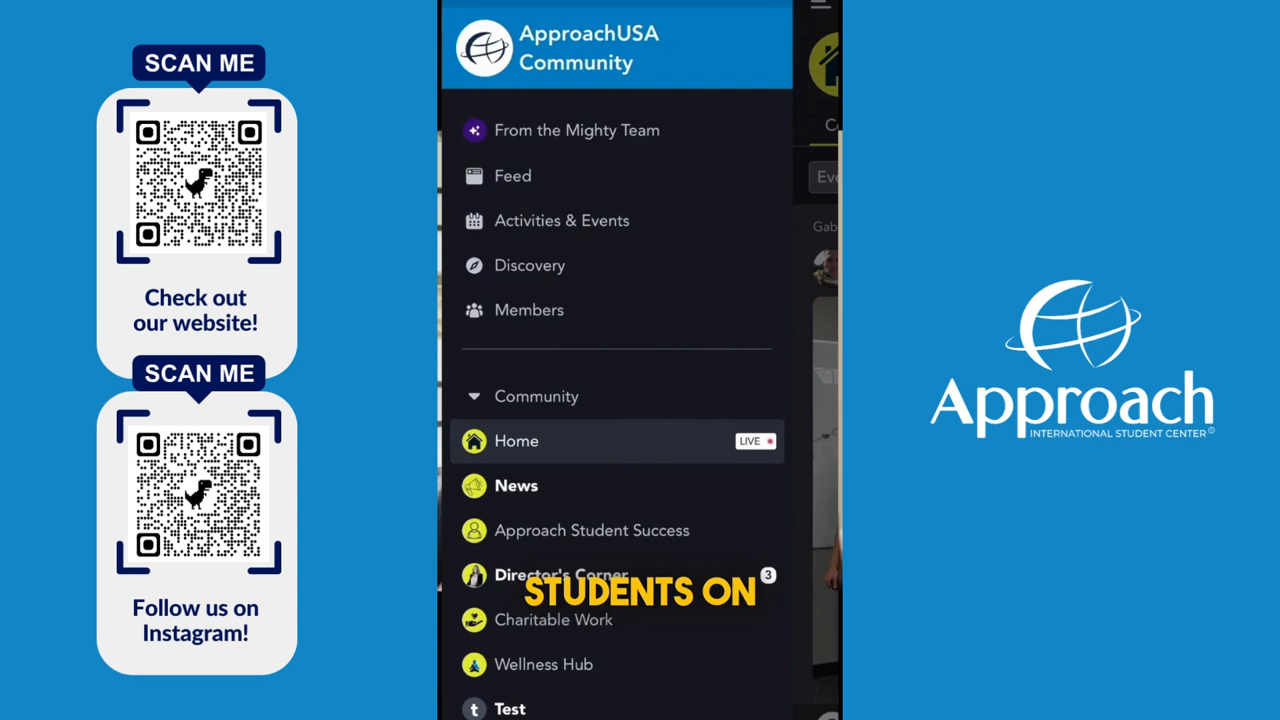 SCAN ME
Check out
our website!
SCAN ME
Follow us on
Instagram!
ApproachUSA
Community
From the Mighty Team
Feed
Activities & Events
Discovery
Members
Community
Home
LIVE
News
Approach Student Success
Director's Corner
3
STUDENTS ON
Charitable Work
Wellness Hub
t
Test
Gab
Approach
INTERNATIONAL STUDENT CENTER